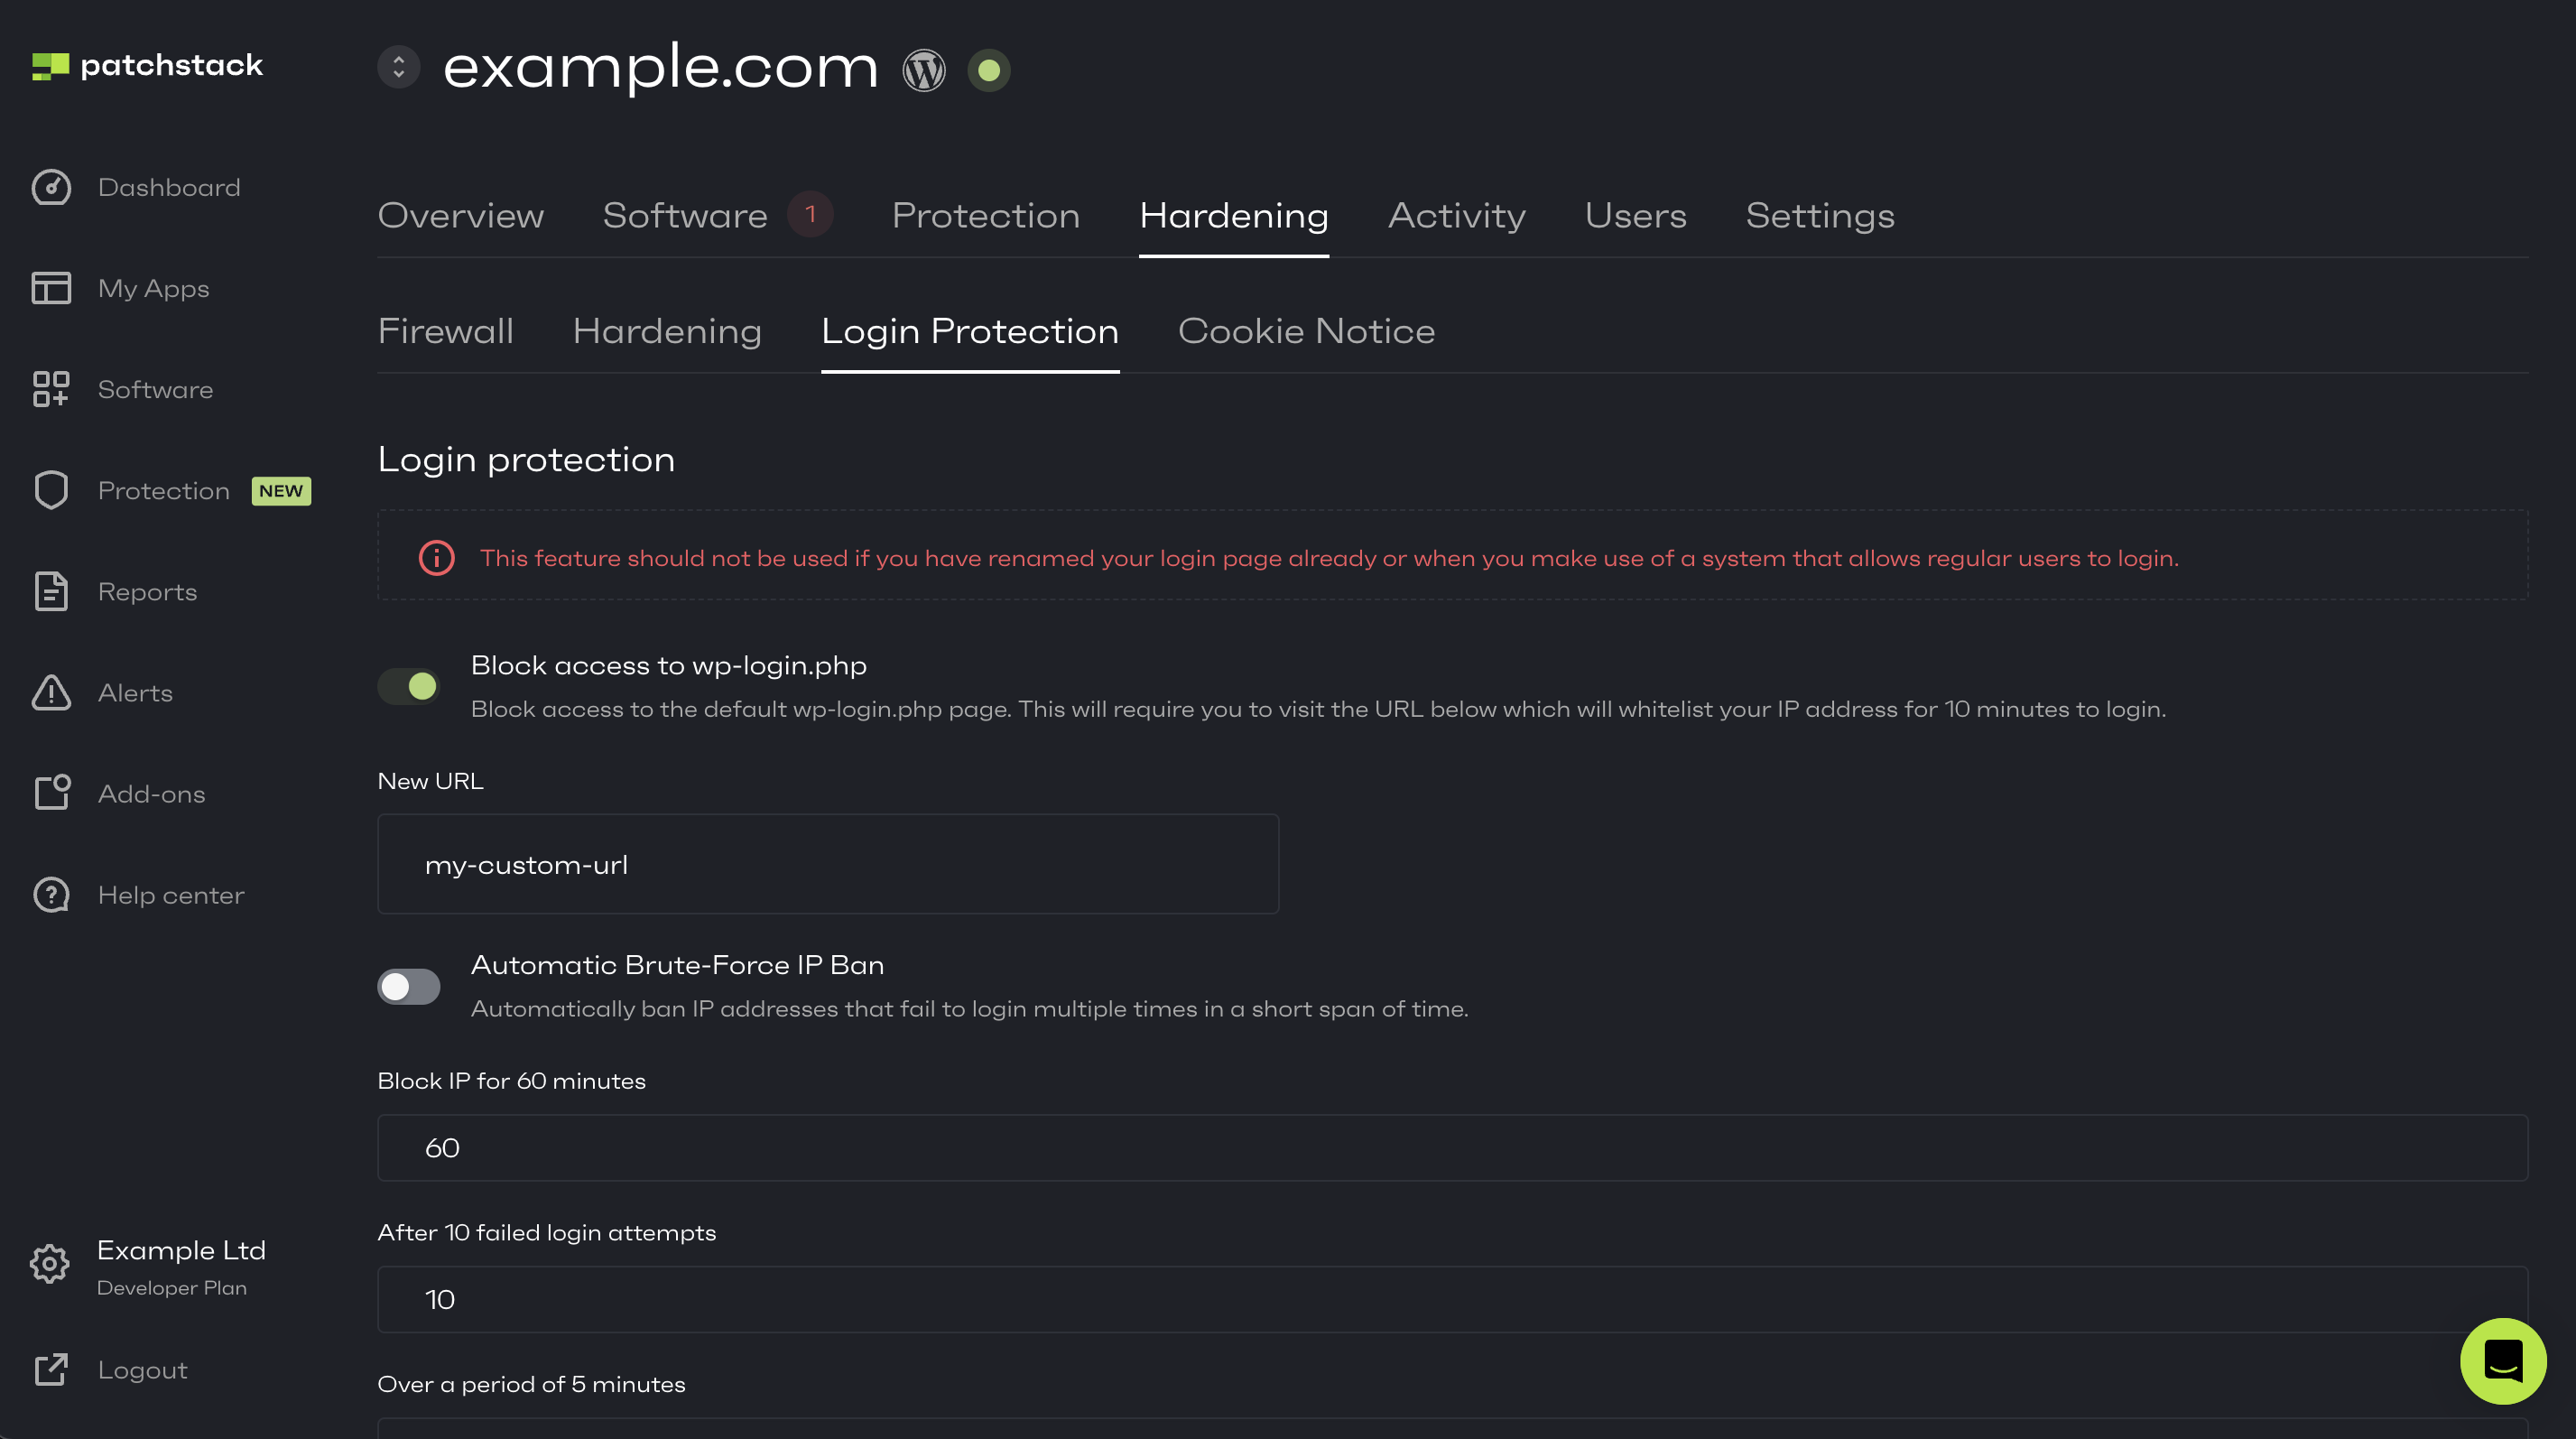 patchstack
example.com
Dashboard
My Apps
Software
Protection NEW
Reports
Alerts
Add-ons
Help center
Example Ltd
Developer Plan
Logout
Overview Software 1 Protection Hardening Activity Users Settings
Firewall Hardening Login Protection Cookie Notice
Login protection
This feature should not be used if you have renamed your login page already or when you make use of a system that allows regular users to login.
Block access to wp-login.php
Block access to the default wp-login.php page. This will require you to visit the URL below which will whitelist your IP address for 10 minutes to login.
New URL
my-custom-url
Automatic Brute-Force IP Ban
Automatically ban IP addresses that fail to login multiple times in a short span of time.
Block IP for 60 minutes
60
After 10 failed login attempts
10
Over a period of 5 minutes